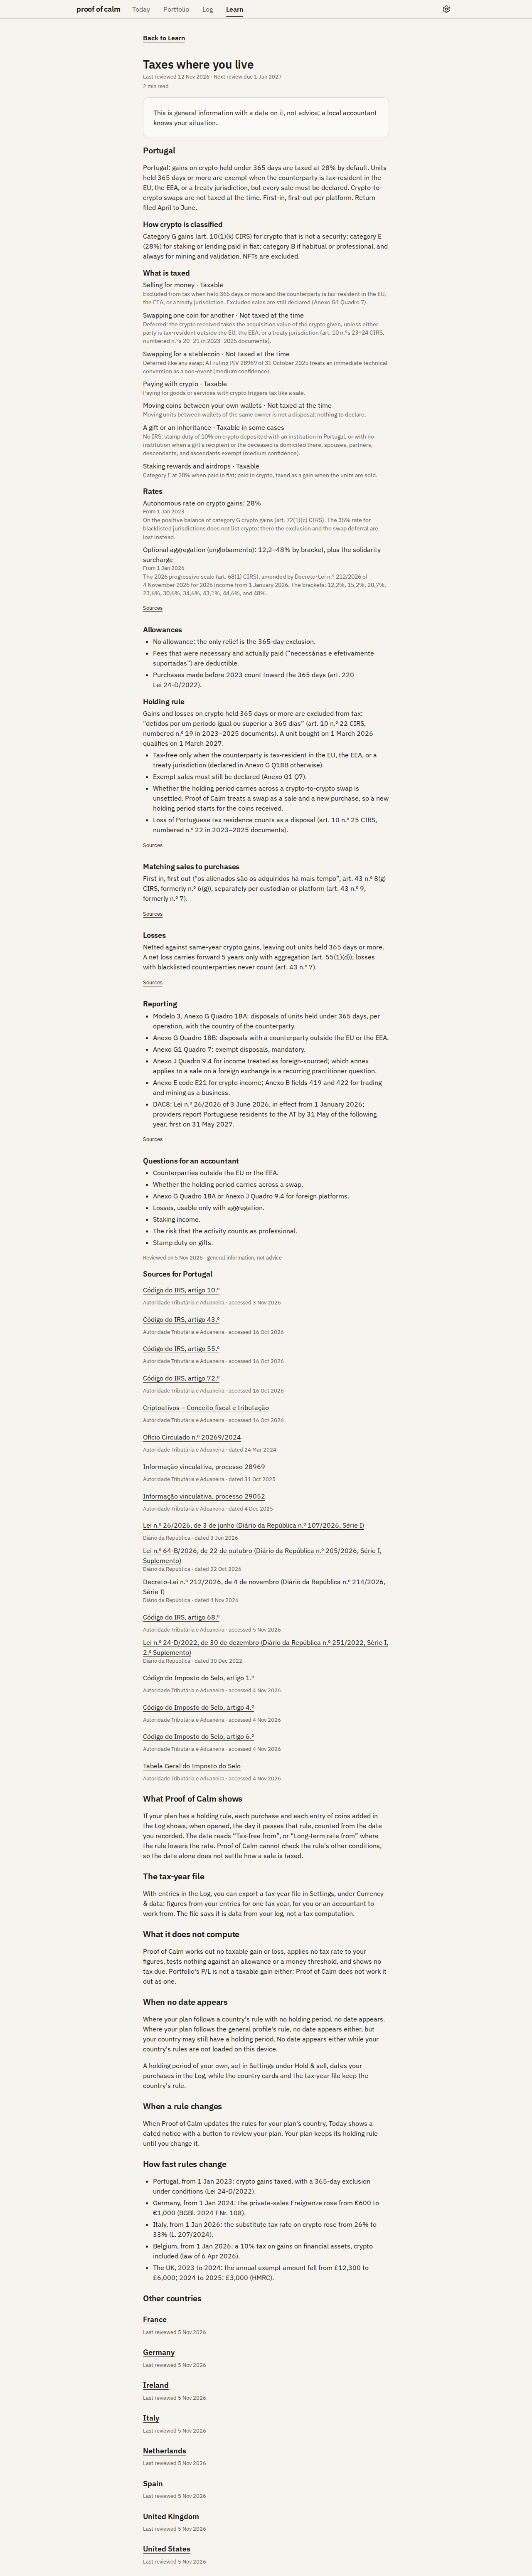 proof of calm Today Portfolio Log Learn
Back to Learn
Taxes where you live
Last reviewed 12 Nov 2026 · Next review due 1 Jan 2027
2 min read
This is general information with a date on it, not advice; a local accountant
knows your situation.
Portugal
Portugal: gains on crypto held under 365 days are taxed at 28% by default. Units
held 365 days or more are exempt when the counterparty is tax-resident in the
EU, the EEA, or a treaty jurisdiction, but every sale must be declared. Crypto-to-
crypto swaps are not taxed at the time. First-in, first-out per platform. Return
filed April to June.
How crypto is classified
Category G gains (art. 10(1)(k) CIRS) for crypto that is not a security; category E
(28%) for staking or lending paid in fiat; category B if habitual or professional, and
always for mining and validation. NFTs are excluded.
What is taxed
Selling for money · Taxable
Excluded from tax when held 365 days or more and the counterparty is tax-resident in the EU,
the EEA, or a treaty jurisdiction. Excluded sales are still declared (Anexo G1 Quadro 7).
Swapping one coin for another · Not taxed at the time
Deferred: the crypto received takes the acquisition value of the crypto given, unless either
party is tax-resident outside the EU, the EEA, or a treaty jurisdiction (art. 10 n.ºs 23–24 CIRS,
numbered n.ºs 20–21 in 2023–2025 documents).
Swapping for a stablecoin · Not taxed at the time
Deferred like any swap; AT ruling PIV 28969 of 31 October 2025 treats an immediate technical
conversion as a non-event (medium confidence).
Paying with crypto · Taxable
Paying for goods or services with crypto triggers tax like a sale.
Moving coins between your own wallets · Not taxed at the time
Moving units between wallets of the same owner is not a disposal; nothing to declare.
A gift or an inheritance · Taxable in some cases
No IRS; stamp duty of 10% on crypto deposited with an institution in Portugal, or with no
institution when a gift's recipient or the deceased is domiciled there; spouses, partners,
descendants, and ascendants exempt (medium confidence).
Staking rewards and airdrops · Taxable
Category E at 28% when paid in fiat; paid in crypto, taxed as a gain when the units are sold.
Rates
Autonomous rate on crypto gains: 28%
From 1 Jan 2023
On the positive balance of category G crypto gains (art. 72(1)(c) CIRS). The 35% rate for
blacklisted jurisdictions does not list crypto; there the exclusion and the swap deferral are
lost instead.
Optional aggregation (englobamento): 12,2–48% by bracket, plus the solidarity
surcharge
From 1 Jan 2026
The 2026 progressive scale (art. 68(1) CIRS), amended by Decreto-Lei n.º 212/2026 of
4 November 2026 for 2026 income from 1 January 2026. The brackets: 12,2%, 15,2%, 20,7%,
23,6%, 30,6%, 34,6%, 43,1%, 44,6%, and 48%.
Sources
Allowances
• No allowance: the only relief is the 365-day exclusion.
• Fees that were necessary and actually paid (“necessárias e efetivamente
suportadas”) are deductible.
• Purchases made before 2023 count toward the 365 days (art. 220
Lei 24-D/2022).
Holding rule
Gains and losses on crypto held 365 days or more are excluded from tax:
“detidos por um período igual ou superior a 365 dias” (art. 10 n.º 22 CIRS,
numbered n.º 19 in 2023–2025 documents). A unit bought on 1 March 2026
qualifies on 1 March 2027.
• Tax-free only when the counterparty is tax-resident in the EU, the EEA, or a
treaty jurisdiction (declared in Anexo G Q18B otherwise).
• Exempt sales must still be declared (Anexo G1 Q7).
• Whether the holding period carries across a crypto-to-crypto swap is
unsettled. Proof of Calm treats a swap as a sale and a new purchase, so a new
holding period starts for the coins received.
• Loss of Portuguese tax residence counts as a disposal (art. 10 n.º 25 CIRS,
numbered n.º 22 in 2023–2025 documents).
Sources
Matching sales to purchases
First in, first out (“os alienados são os adquiridos há mais tempo”, art. 43 n.º 8(g)
CIRS, formerly n.º 6(g)), separately per custodian or platform (art. 43 n.º 9,
formerly n.º 7).
Sources
Losses
Netted against same-year crypto gains, leaving out units held 365 days or more.
A net loss carries forward 5 years only with aggregation (art. 55(1)(d)); losses
with blacklisted counterparties never count (art. 43 n.º 7).
Sources
Reporting
• Modelo 3, Anexo G Quadro 18A: disposals of units held under 365 days, per
operation, with the country of the counterparty.
• Anexo G Quadro 18B: disposals with a counterparty outside the EU or the EEA.
• Anexo G1 Quadro 7: exempt disposals, mandatory.
• Anexo J Quadro 9.4 for income treated as foreign-sourced; which annex
applies to a sale on a foreign exchange is a recurring practitioner question.
• Anexo E code E21 for crypto income; Anexo B fields 419 and 422 for trading
and mining as a business.
• DAC8: Lei n.º 26/2026 of 3 June 2026, in effect from 1 January 2026;
providers report Portuguese residents to the AT by 31 May of the following
year, first on 31 May 2027.
Sources
Questions for an accountant
• Counterparties outside the EU or the EEA.
• Whether the holding period carries across a swap.
• Anexo G Quadro 18A or Anexo J Quadro 9.4 for foreign platforms.
• Losses, usable only with aggregation.
• Staking income.
• The risk that the activity counts as professional.
• Stamp duty on gifts.
Reviewed on 5 Nov 2026 · general information, not advice
Sources for Portugal
Código do IRS, artigo 10.º
Autoridade Tributária e Aduaneira · accessed 3 Nov 2026
Código do IRS, artigo 43.º
Autoridade Tributária e Aduaneira · accessed 16 Oct 2026
Código do IRS, artigo 55.º
Autoridade Tributária e Aduaneira · accessed 16 Oct 2026
Código do IRS, artigo 72.º
Autoridade Tributária e Aduaneira · accessed 16 Oct 2026
Criptoativos – Conceito fiscal e tributação
Autoridade Tributária e Aduaneira · accessed 16 Oct 2026
Ofício Circulado n.º 20269/2024
Autoridade Tributária e Aduaneira · dated 24 Mar 2024
Informação vinculativa, processo 28969
Autoridade Tributária e Aduaneira · dated 31 Oct 2025
Informação vinculativa, processo 29052
Autoridade Tributária e Aduaneira · dated 4 Dec 2025
Lei n.º 26/2026, de 3 de junho (Diário da República n.º 107/2026, Série I)
Diário da República · dated 3 Jun 2026
Lei n.º 64-B/2026, de 22 de outubro (Diário da República n.º 205/2026, Série I,
Suplemento)
Diário da República · dated 22 Oct 2026
Decreto-Lei n.º 212/2026, de 4 de novembro (Diário da República n.º 214/2026,
Série I)
Diário da República · dated 4 Nov 2026
Código do IRS, artigo 68.º
Autoridade Tributária e Aduaneira · accessed 5 Nov 2026
Lei n.º 24-D/2022, de 30 de dezembro (Diário da República n.º 251/2022, Série I,
2.º Suplemento)
Diário da República · dated 30 Dec 2022
Código do Imposto do Selo, artigo 1.º
Autoridade Tributária e Aduaneira · accessed 4 Nov 2026
Código do Imposto do Selo, artigo 4.º
Autoridade Tributária e Aduaneira · accessed 4 Nov 2026
Código do Imposto do Selo, artigo 6.º
Autoridade Tributária e Aduaneira · accessed 4 Nov 2026
Tabela Geral do Imposto do Selo
Autoridade Tributária e Aduaneira · accessed 4 Nov 2026
What Proof of Calm shows
If your plan has a holding rule, each purchase and each entry of coins added in
the Log shows, when opened, the day it passes that rule, counted from the date
you recorded. The date reads “Tax-free from”, or “Long-term rate from” where
the rule lowers the rate. Proof of Calm cannot check the rule's other conditions,
so the date alone does not settle how a sale is taxed.
The tax-year file
With entries in the Log, you can export a tax-year file in Settings, under Currency
& data: figures from your entries for one tax year, for you or an accountant to
work from. The file says it is data from your log, not a tax computation.
What it does not compute
Proof of Calm works out no taxable gain or loss, applies no tax rate to your
figures, tests nothing against an allowance or a money threshold, and shows no
tax due. Portfolio's P/L is not a taxable gain either: Proof of Calm does not work it
out as one.
When no date appears
Where your plan follows a country's rule with no holding period, no date appears.
Where your plan follows the general profile's rule, no date appears either, but
your country may still have a holding period. No date appears either while your
country's rules are not loaded on this device.
A holding period of your own, set in Settings under Hold & sell, dates your
purchases in the Log, while the country cards and the tax-year file keep the
country's rule.
When a rule changes
When Proof of Calm updates the rules for your plan's country, Today shows a
dated notice with a button to review your plan. Your plan keeps its holding rule
until you change it.
How fast rules change
• Portugal, from 1 Jan 2023: crypto gains taxed, with a 365-day exclusion
under conditions (Lei 24-D/2022).
• Germany, from 1 Jan 2024: the private-sales Freigrenze rose from €600 to
€1,000 (BGBl. 2024 I Nr. 108).
• Italy, from 1 Jan 2026: the substitute tax rate on crypto rose from 26% to
33% (L. 207/2024).
• Belgium, from 1 Jan 2026: a 10% tax on gains on financial assets, crypto
included (law of 6 Apr 2026).
• The UK, 2023 to 2024: the annual exempt amount fell from £12,300 to
£6,000; 2024 to 2025: £3,000 (HMRC).
Other countries
France
Last reviewed 5 Nov 2026
Germany
Last reviewed 5 Nov 2026
Ireland
Last reviewed 5 Nov 2026
Italy
Last reviewed 5 Nov 2026
Netherlands
Last reviewed 5 Nov 2026
Spain
Last reviewed 5 Nov 2026
United Kingdom
Last reviewed 5 Nov 2026
United States
Last reviewed 5 Nov 2026